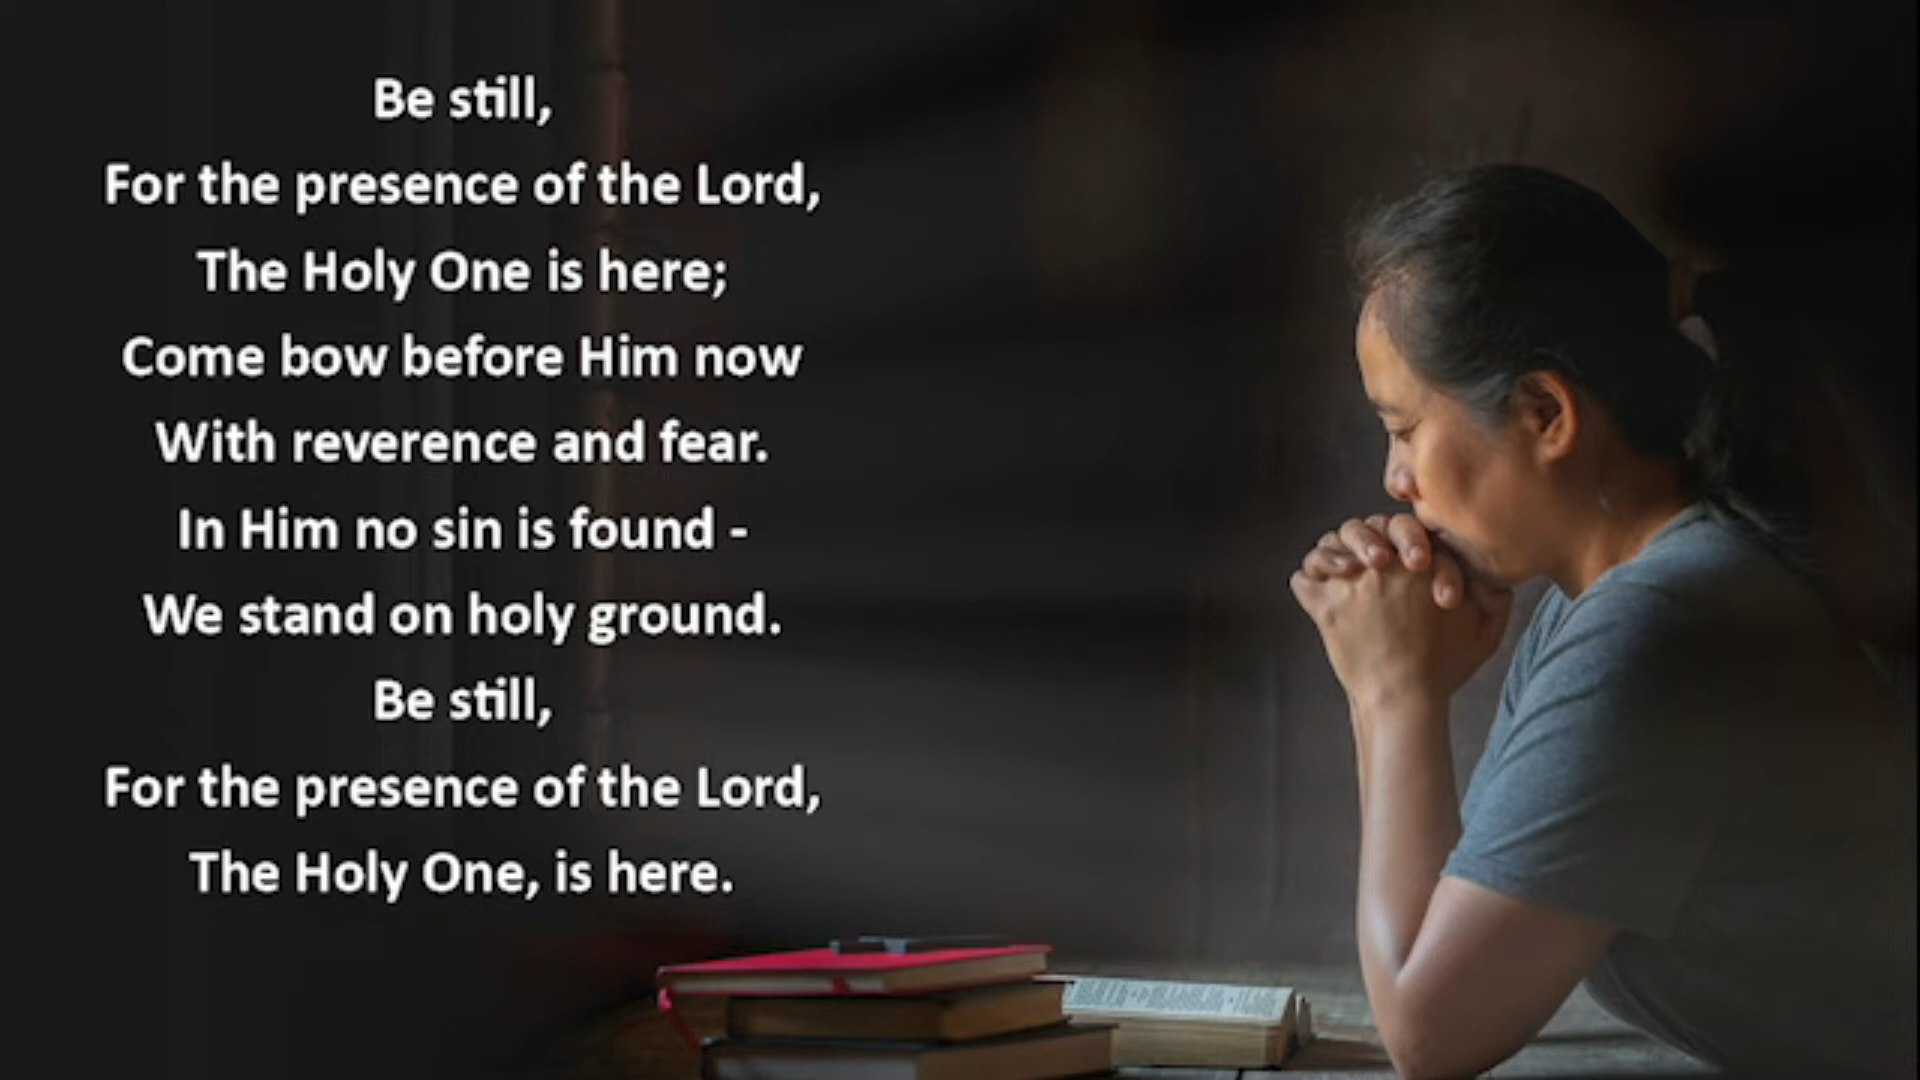 Be still,
For the presence of the Lord,
The Holy One is here;
Come bow before Him now
With reverence and fear.
In Him no sin is found -
We stand on holy ground.
Be still,
For the presence of the Lord,
The Holy One, is here.